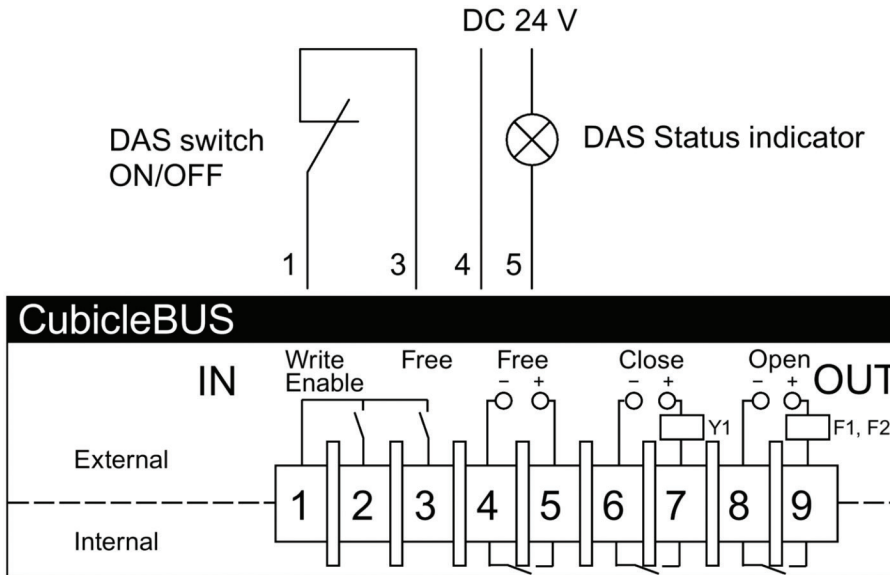 DC 24 V
DAS switch
ON/OFF
DAS Status indicator
1 3 4 5
CubicleBUS
IN
Write
Enable
Free
Free
Close
Open
OUT
− + − + − +
Y1
F1, F2
External
1 2 3 4 5 6 7 8 9
Internal